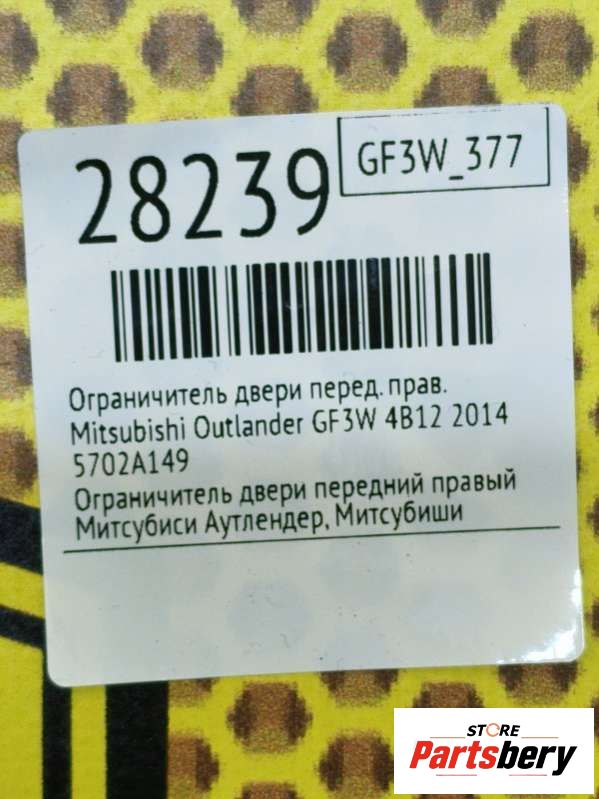 28239
GF3W_377
Ограничитель двери перед. прав.
Mitsubishi Outlander GF3W 4B12 2014
5702A149
Ограничитель двери передний правый
Митсубиси Аутлендер, Митсубиши
STORE
Partsbery